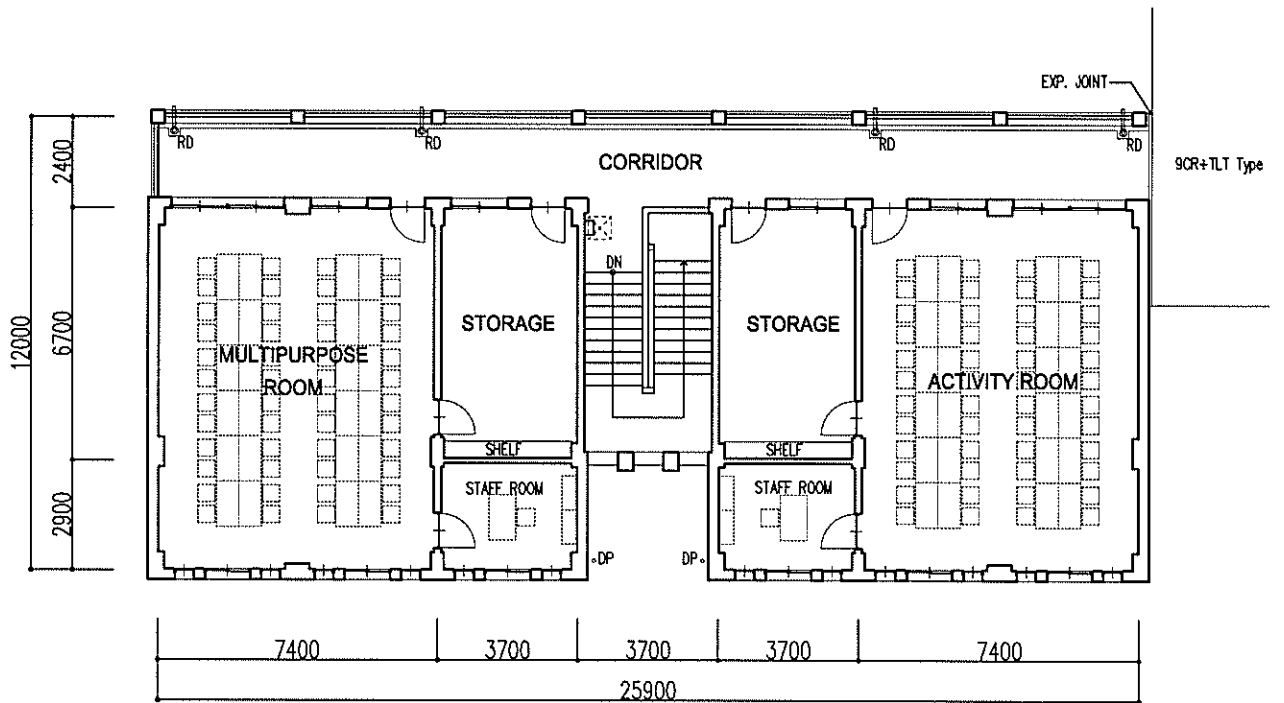 EXP. JOINT
RD
RD
RD
RD
CORRIDOR
9CR+TLT Type
2400
12000
6700
2900
DN
STORAGE
STORAGE
MULTIPURPOSE
ROOM
ACTIVITY ROOM
SHELF
SHELF
STAFF ROOM
STAFF ROOM
DP
DP
7400
3700
3700
3700
7400
25900